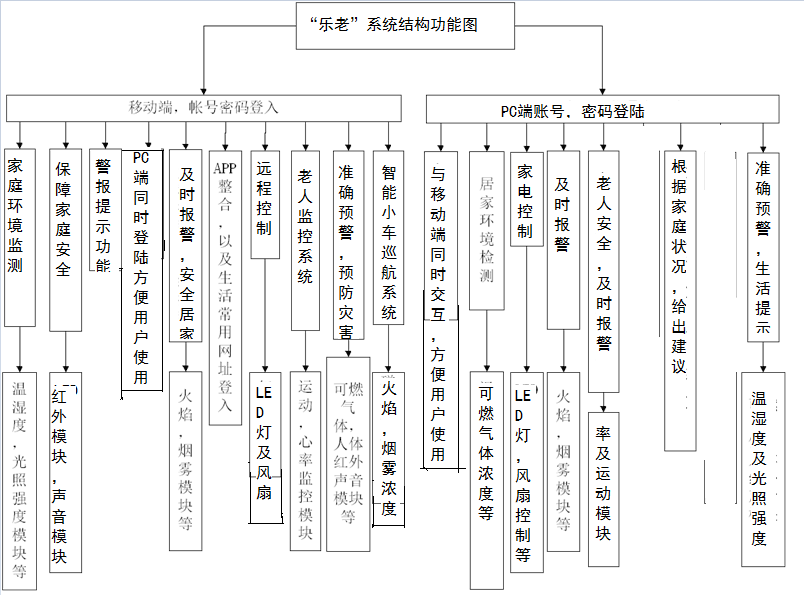 “乐老”系统结构功能图
移动端，帐号密码登入
PC端账号，密码登陆
家庭环境监测
保障家庭安全
警报提示功能
PC端同时登陆方便用户使用
及时报警，安全居家
APP整合，以及生活常用网址登入
远程控制
老人监控系统
准确预警，预防灾害
智能小车巡航系统
与移动端同时交互，方便用户使用
居家环境检测
家电控制
及时报警
老人安全，及时报警
根据家庭状况，给出建议
准确预警，生活提示
温湿度，光照强度模块等
红外模块，声音模块
火焰，烟雾模块等
LED灯及风扇
运动，心率监控模块
可燃气体，人体红外声音模块等
火焰，烟雾浓度
可燃气体浓度等
LED灯，风扇控制等
火焰，烟雾模块等
率及运动模块
温湿度及光照强度